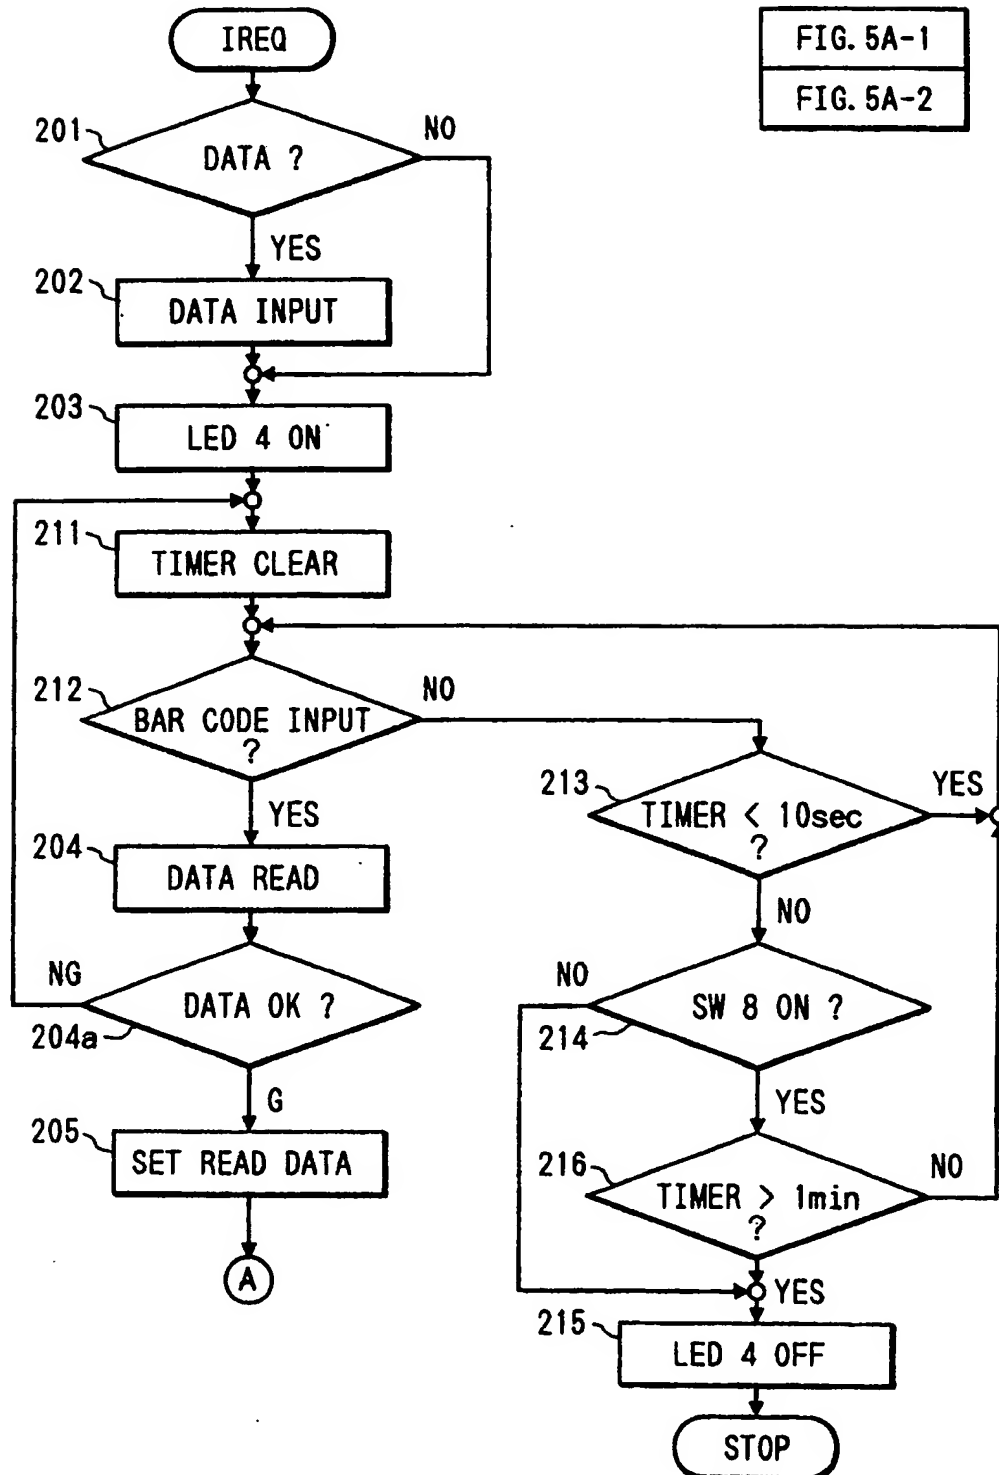 IREQ
FIG. 5A-1
FIG. 5A-2
201
DATA ?
NO
YES
202
DATA INPUT
203
LED 4 ON
211
TIMER CLEAR
212
BAR CODE INPUT
?
NO
YES
213
TIMER < 10sec
?
YES
NO
204
DATA READ
NG
DATA OK ?
204a
G
NO
SW 8 ON ?
214
YES
205
SET READ DATA
A
216
TIMER > 1min
?
NO
YES
215
LED 4 OFF
STOP